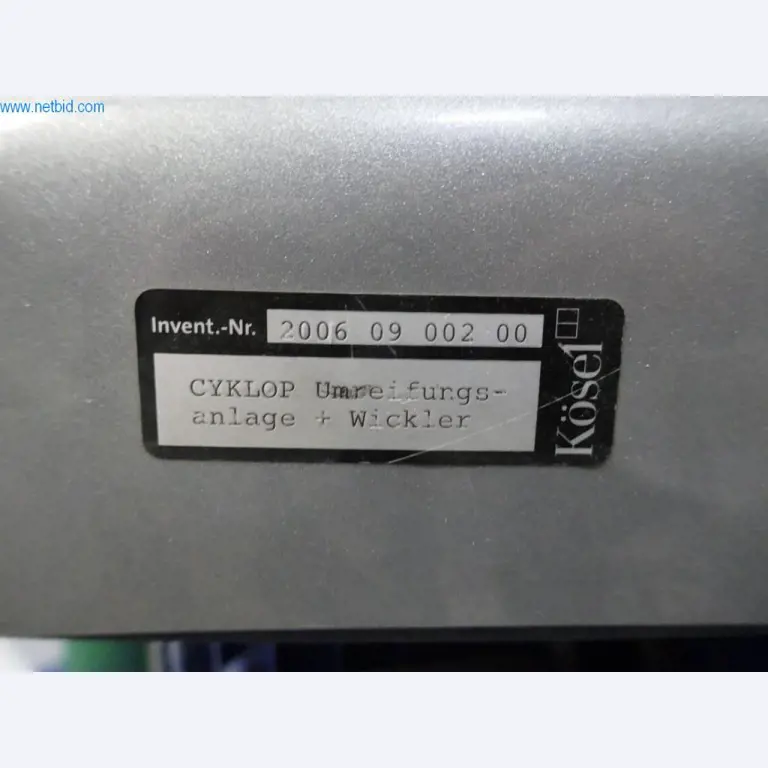 www.netbid.com
Invent.-Nr. 2006 09 002 00
CYKLOP Umreifungs-
anlage + Wickler
Kösel